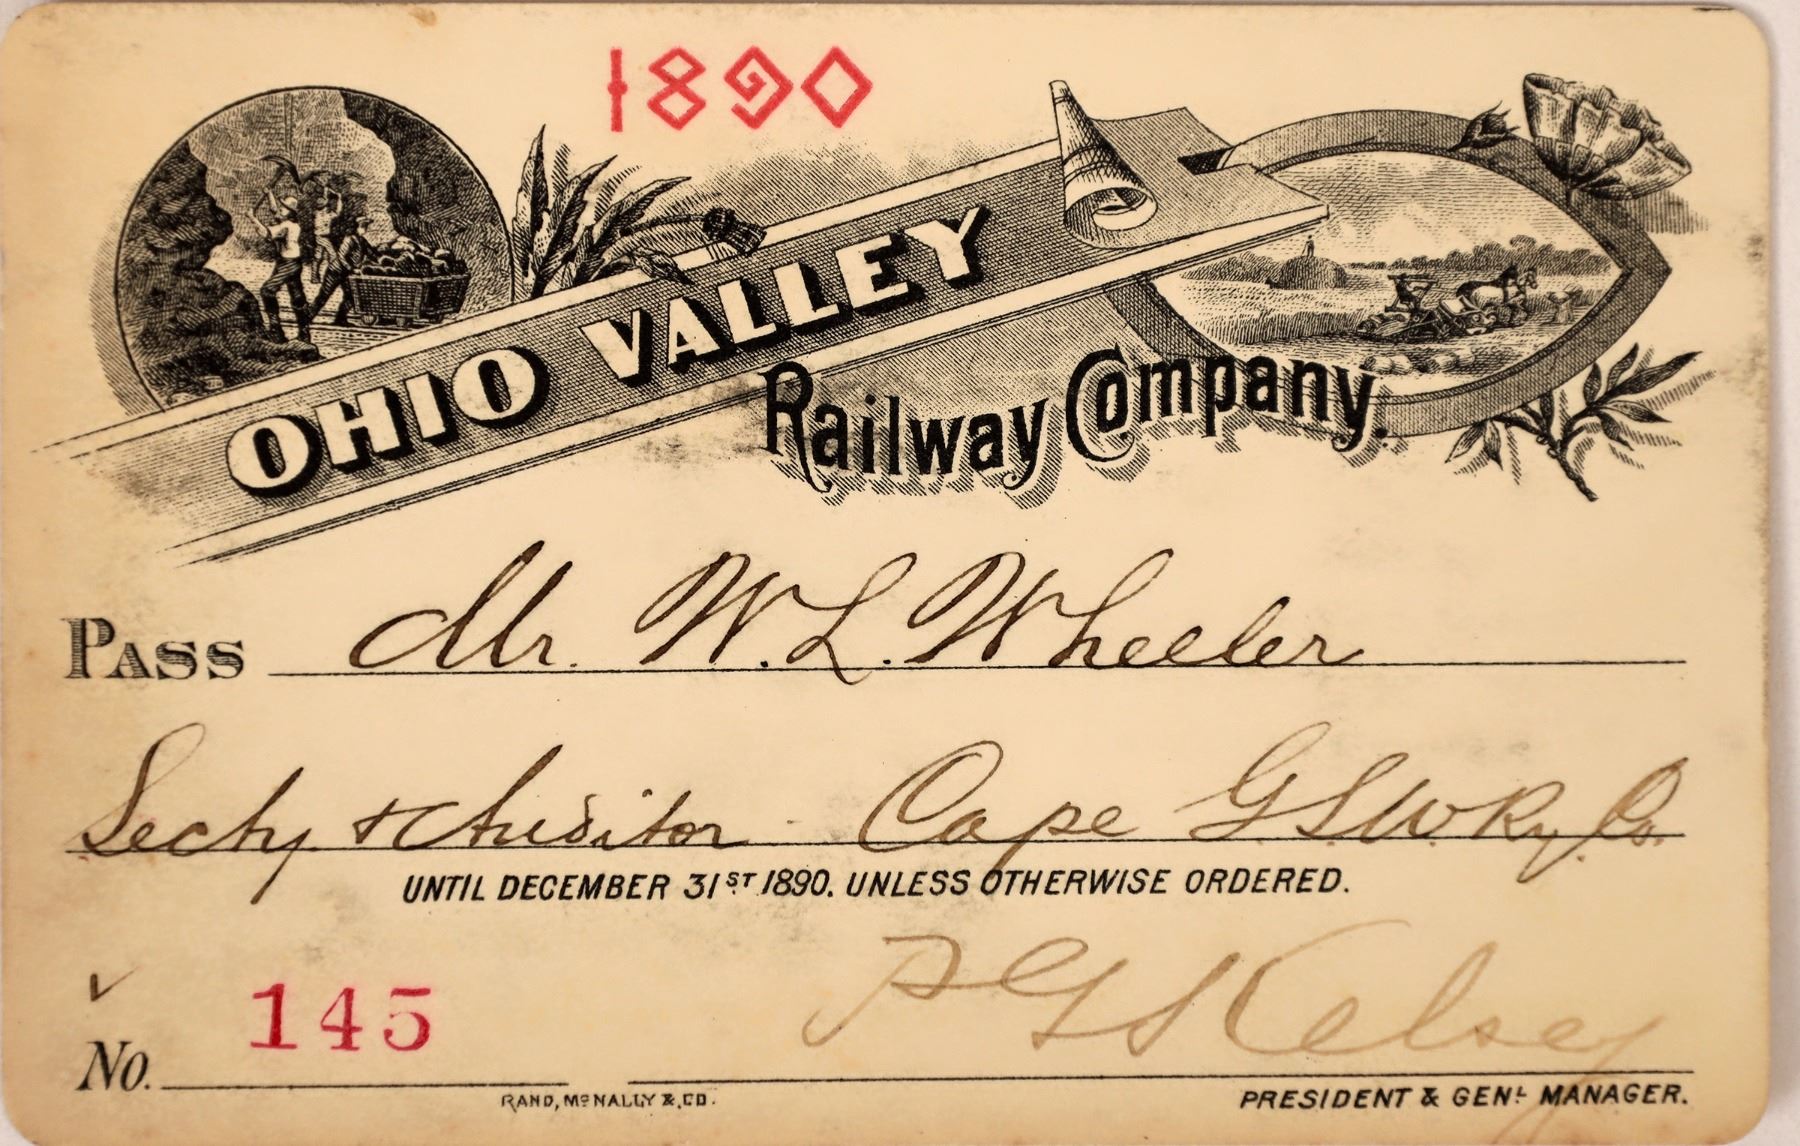 1890
OHIO VALLEY
Railway Company.
PASS Mr. W. L. Wheeler
Secty & Auditor - Cape G. S. W. Ry. Co.
UNTIL DECEMBER 31ST 1890. UNLESS OTHERWISE ORDERED.
No. 145
P G Kelsey
RAND, McNALLY & CO.
PRESIDENT & GENL MANAGER.